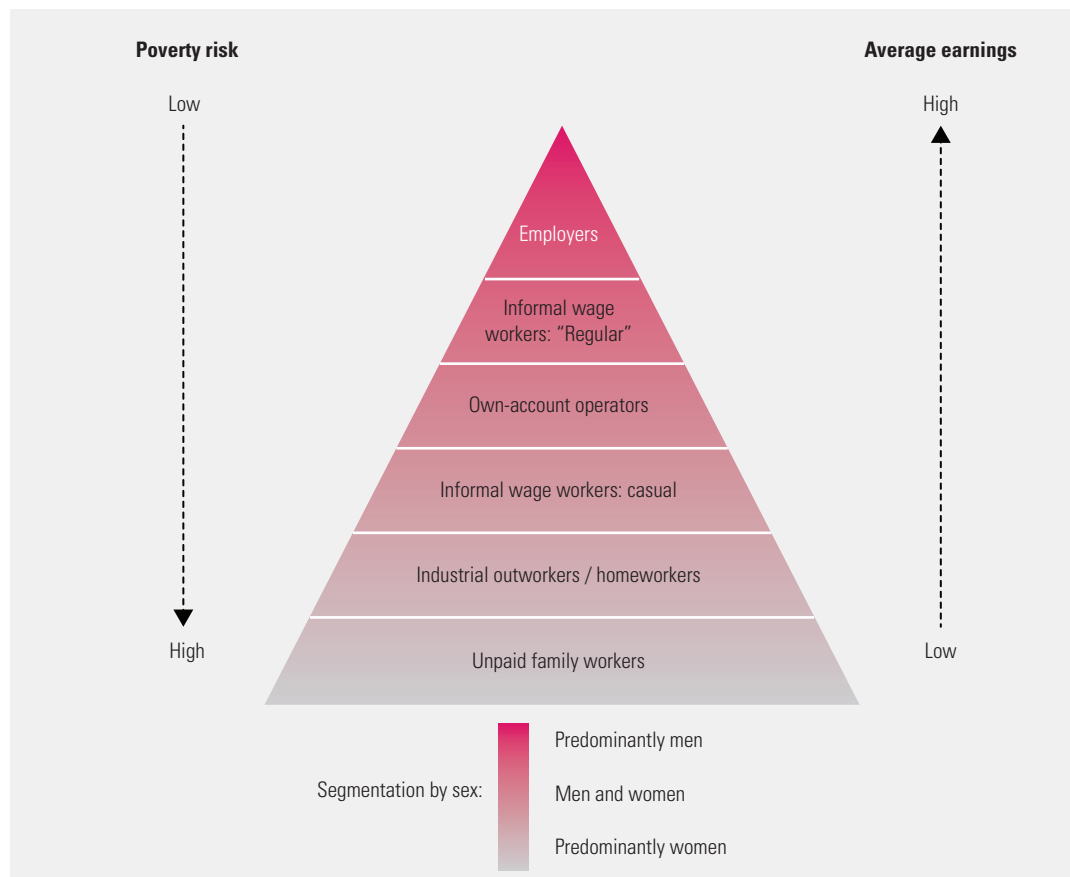 Poverty risk
Average earnings
Low
High
Employers
Informal wage
workers: “Regular”
Own-account operators
Informal wage workers: casual
Industrial outworkers / homeworkers
High
Low
Unpaid family workers
Predominantly men
Segmentation by sex:
Men and women
Predominantly women